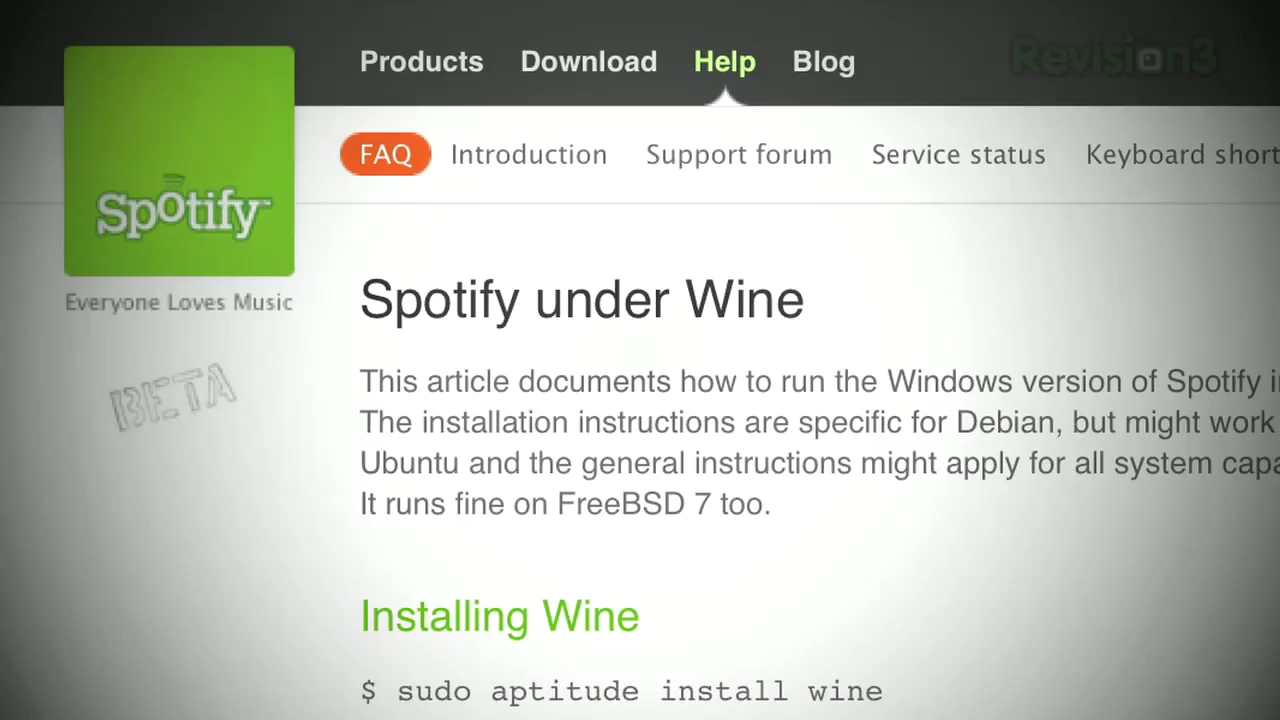 Products Download Help Blog
Revision3
FAQ Introduction Support forum Service status Keyboard short
Spotify
Everyone Loves Music
BETA
Spotify under Wine
This article documents how to run the Windows version of Spotify i
The installation instructions are specific for Debian, but might work
Ubuntu and the general instructions might apply for all system capa
It runs fine on FreeBSD 7 too.
Installing Wine
$ sudo aptitude install wine